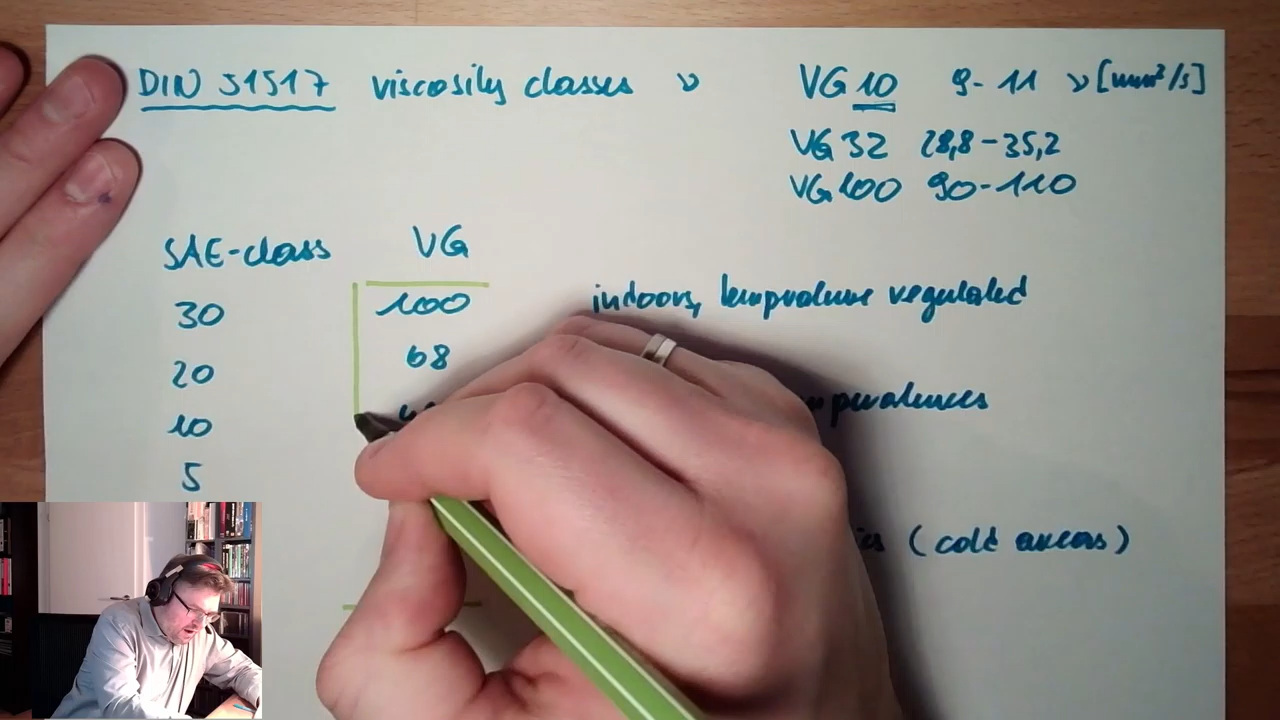 DIN 51517 viscosity classes ν VG 10 9-11 ν [mm²/s]
VG 32 28,8-35,2
VG 100 90-110
SAE-class VG
30 100 indoors, temperature regulated
20 68
10
5
(cold areas)